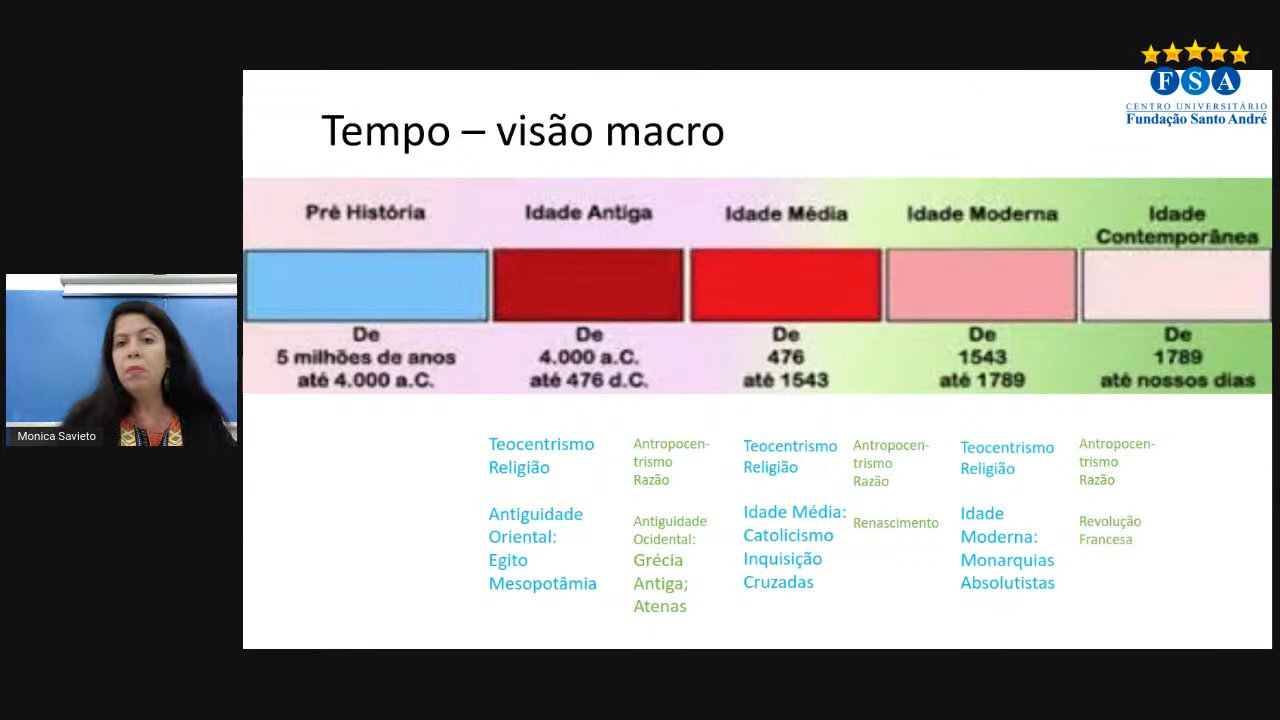 FSA
CENTRO UNIVERSITÁRIO
Fundação Santo André
Tempo – visão macro
Pré História
Idade Antiga
Idade Média
Idade Moderna
Idade
Contemporânea
De
5 milhões de anos
até 4.000 a.C.
De
4.000 a.C.
até 476 d.C.
De
476
até 1543
De
1543
até 1789
De
1789
até nossos dias
Monica Savieto
Teocentrismo
Religião
Antiguidade
Oriental:
Egito
Mesopotâmia
Antropocen-
trismo
Razão
Antiguidade
Ocidental:
Grécia
Antiga;
Atenas
Teocentrismo
Religião
Idade Média:
Catolicismo
Inquisição
Cruzadas
Antropocen-
trismo
Razão
Renascimento
Teocentrismo
Religião
Idade
Moderna:
Monarquias
Absolutistas
Antropocen-
trismo
Razão
Revolução
Francesa